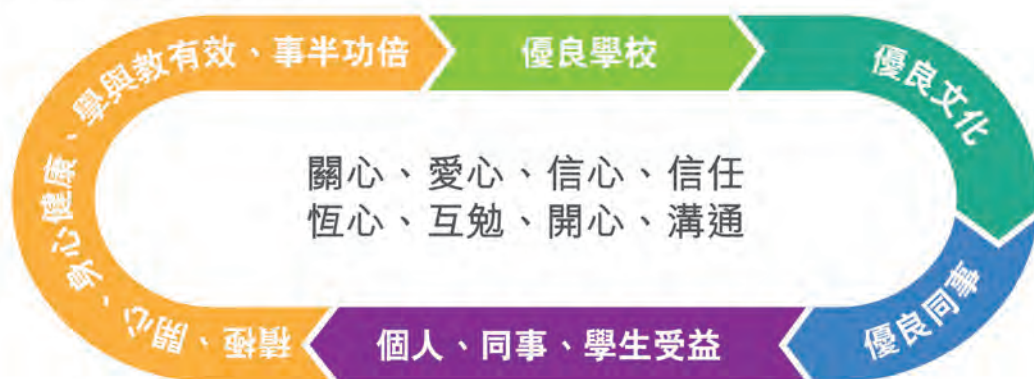 優良學校
優良文化
優良同事
個人、同事、學生受益
積極、開心、身心健康、學與教有效、事半功倍
關心、愛心、信心、信任
恆心、互勉、開心、溝通